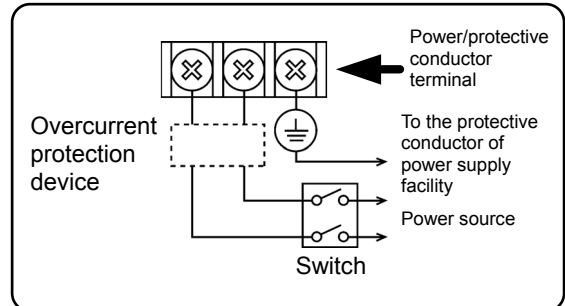 Power/protective
conductor
terminal
Overcurrent
protection
device
To the protective
conductor of
power supply
facility
Power source
Switch